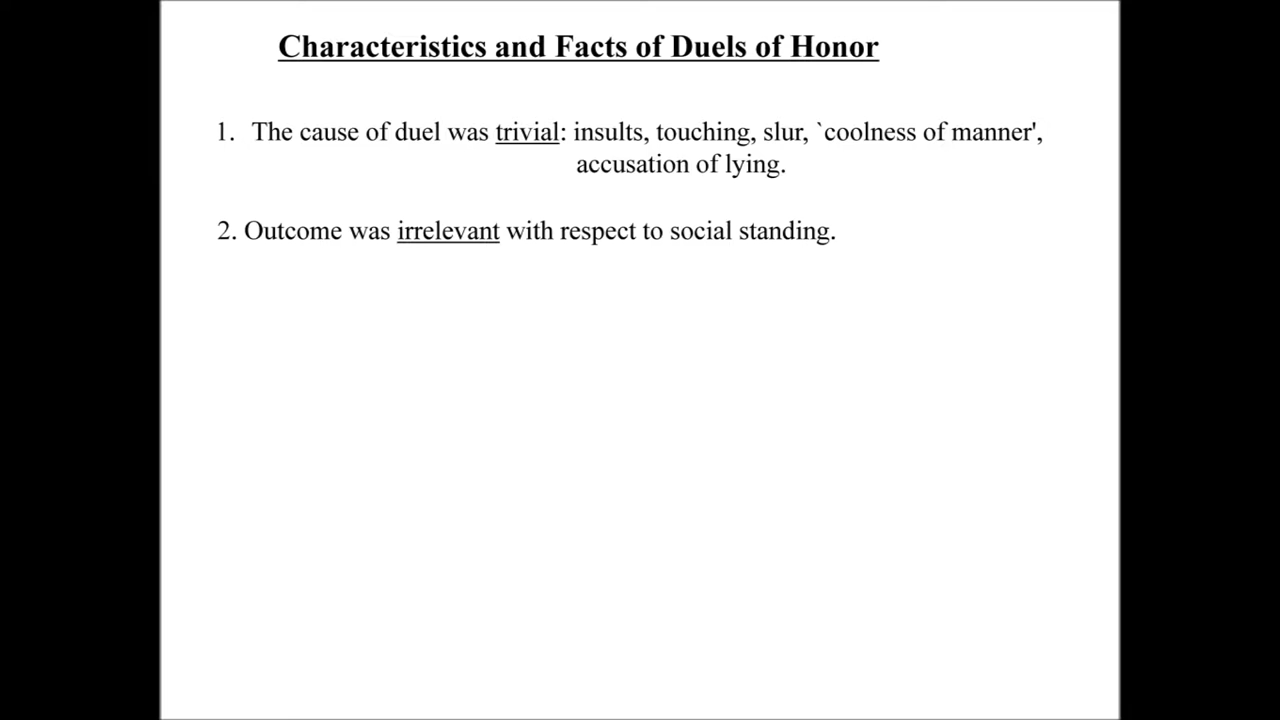 Characteristics and Facts of Duels of Honor
1. The cause of duel was trivial: insults, touching, slur, `coolness of manner',
accusation of lying.
2. Outcome was irrelevant with respect to social standing.